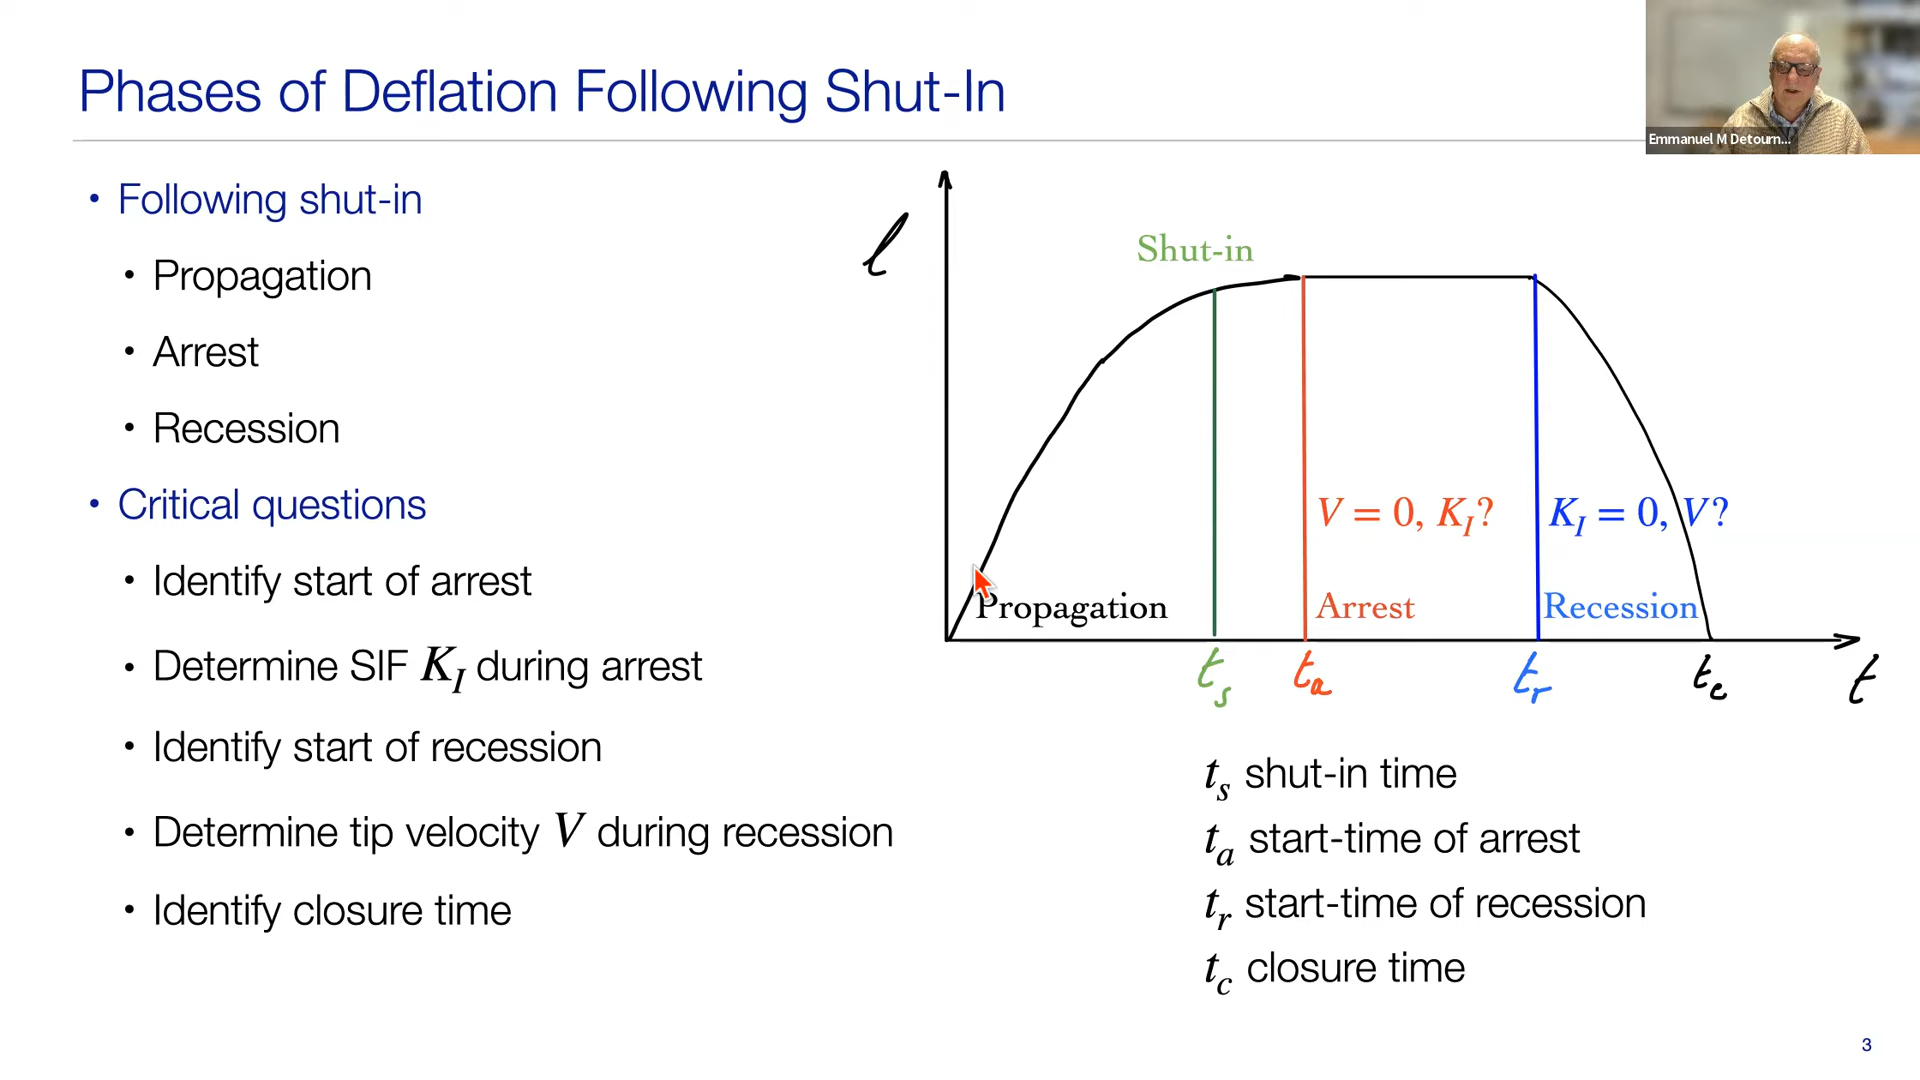 Phases of Deflation Following Shut-In
Emmanuel M Detourn...
• Following shut-in
• Propagation
• Arrest
• Recession
• Critical questions
• Identify start of arrest
• Determine SIF K_I during arrest
• Identify start of recession
• Determine tip velocity V during recession
• Identify closure time
ℓ
Shut-in
V = 0, K_I?
K_I = 0, V?
Propagation
Arrest
Recession
t_s
t_a
t_r
t_c
t
t_s shut-in time
t_a start-time of arrest
t_r start-time of recession
t_c closure time
3